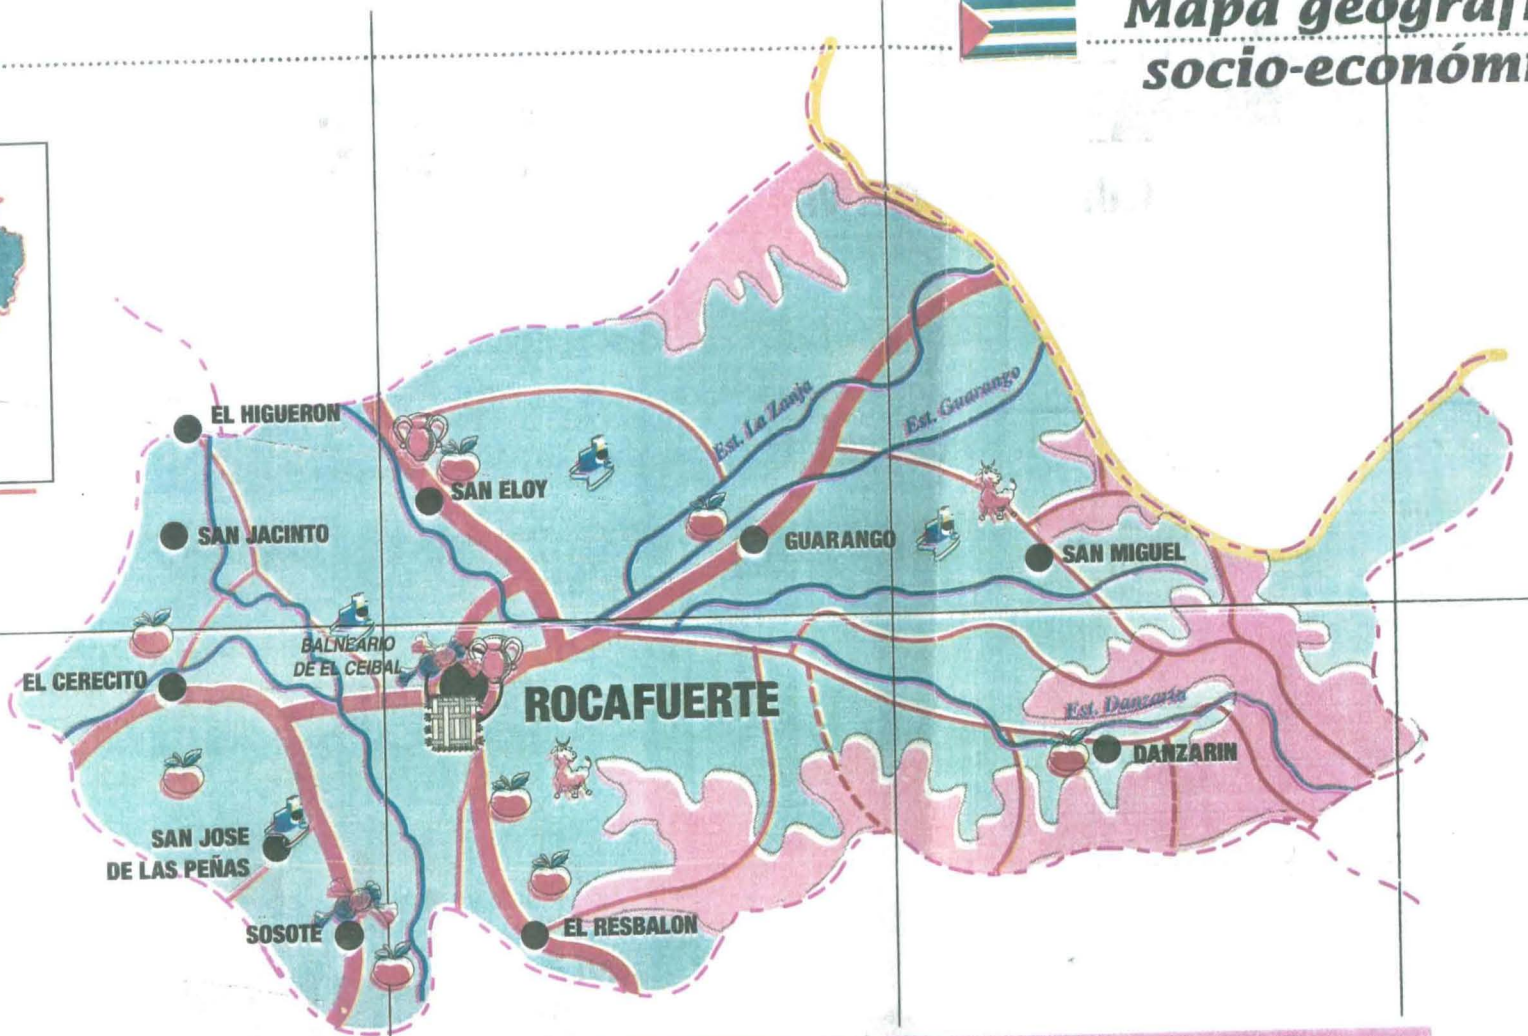 Mapa geográfi
socio-económi
EL HIGUERON
Est. La Zanja
Est. Guarango
SAN ELOY
SAN JACINTO
GUARANGO
SAN MIGUEL
BALNEARIO
DE EL CEIBAL
EL CERECITO
ROCAFUERTE
Est. Danzarin
DANZARIN
SAN JOSE
DE LAS PEÑAS
SOSOTE
EL RESBALON